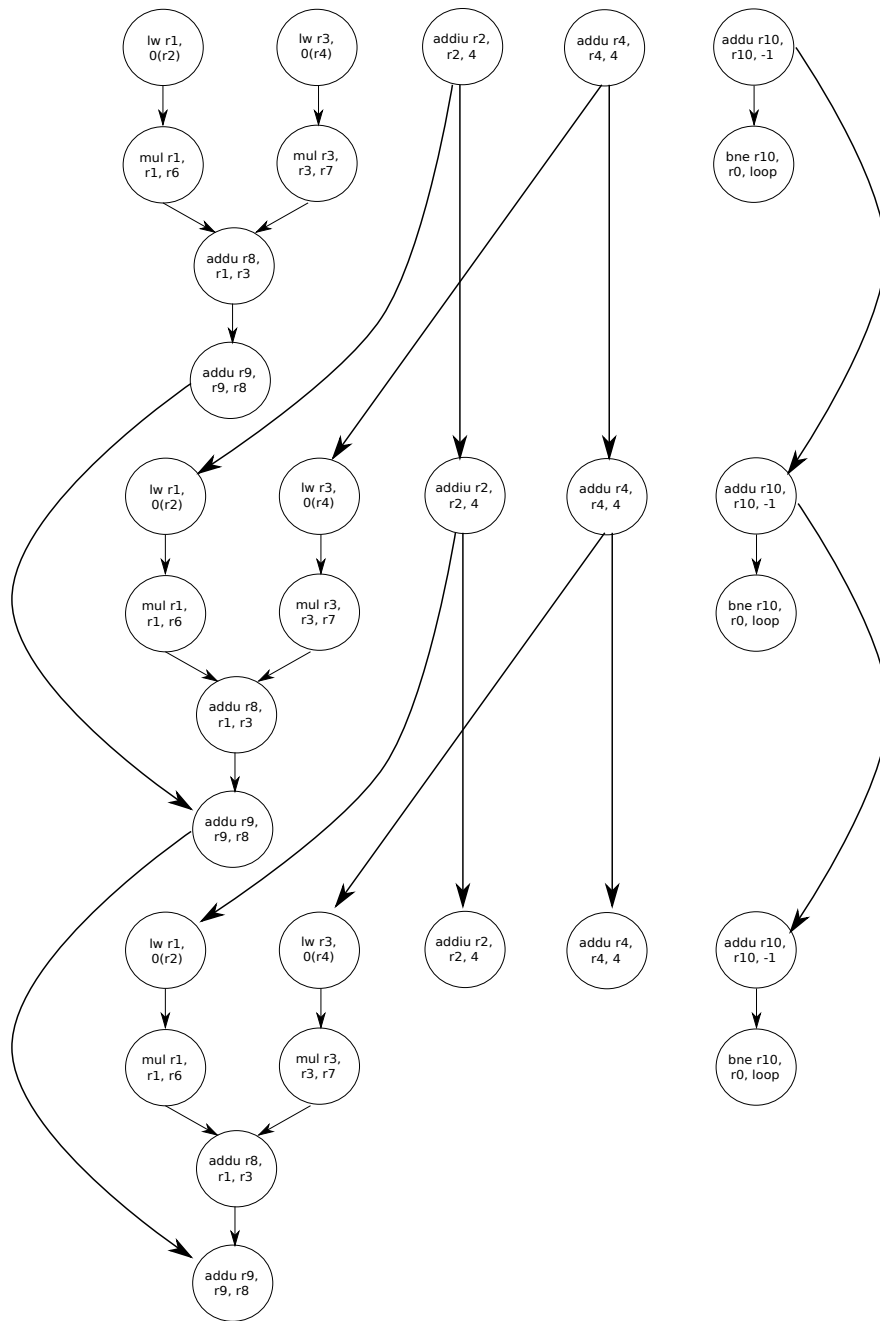 lw r1,
0(r2)
lw r3,
0(r4)
addiu r2,
r2, 4
addu r4,
r4, 4
addu r10,
r10, -1
mul r1,
r1, r6
mul r3,
r3, r7
bne r10,
r0, loop
addu r8,
r1, r3
addu r9,
r9, r8
lw r1,
0(r2)
lw r3,
0(r4)
addiu r2,
r2, 4
addu r4,
r4, 4
addu r10,
r10, -1
mul r1,
r1, r6
mul r3,
r3, r7
bne r10,
r0, loop
addu r8,
r1, r3
addu r9,
r9, r8
lw r1,
0(r2)
lw r3,
0(r4)
addiu r2,
r2, 4
addu r4,
r4, 4
addu r10,
r10, -1
mul r1,
r1, r6
mul r3,
r3, r7
bne r10,
r0, loop
addu r8,
r1, r3
addu r9,
r9, r8